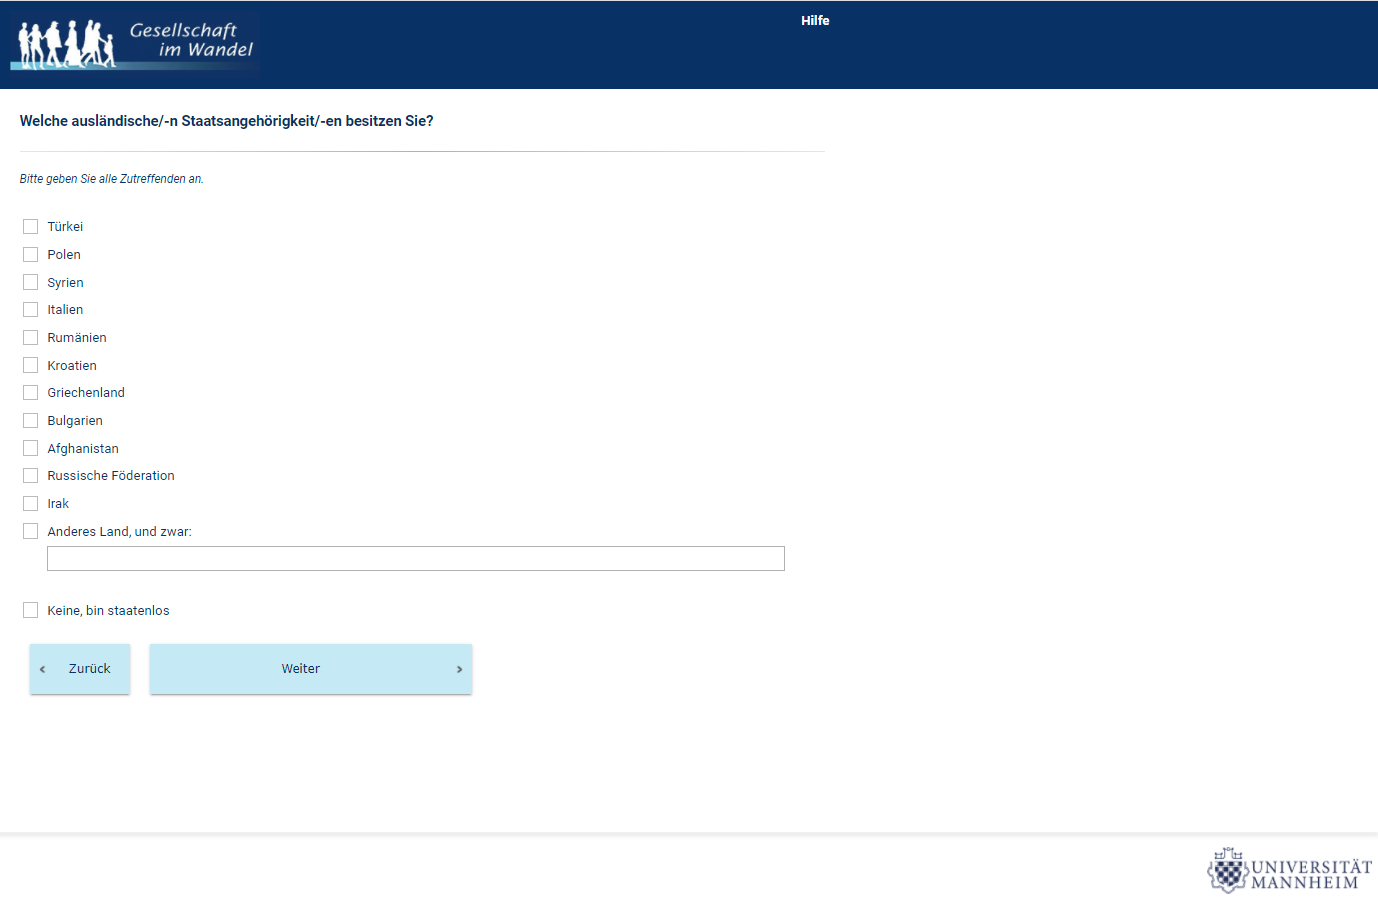 Gesellschaft
im Wandel
Hilfe
Welche ausländische/-n Staatsangehörigkeit/-en besitzen Sie?
Bitte geben Sie alle Zutreffenden an.
Türkei
Polen
Syrien
Italien
Rumänien
Kroatien
Griechenland
Bulgarien
Afghanistan
Russische Föderation
Irak
Anderes Land, und zwar:
Keine, bin staatenlos
‹ Zurück
Weiter ›
UNIVERSITÄT
MANNHEIM